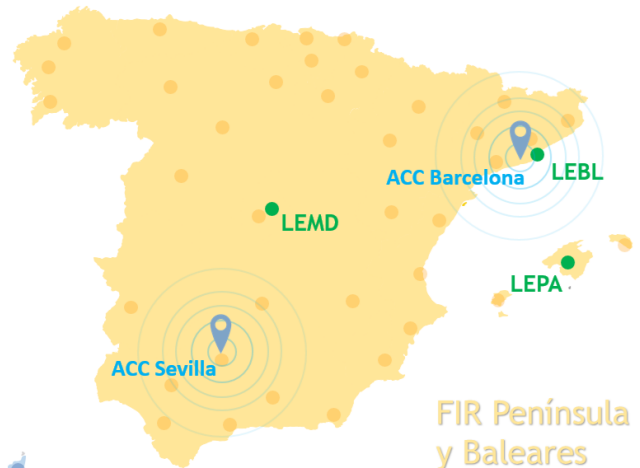 ACC Barcelona
LEBL
LEMD
LEPA
ACC Sevilla
FIR Península
y Baleares